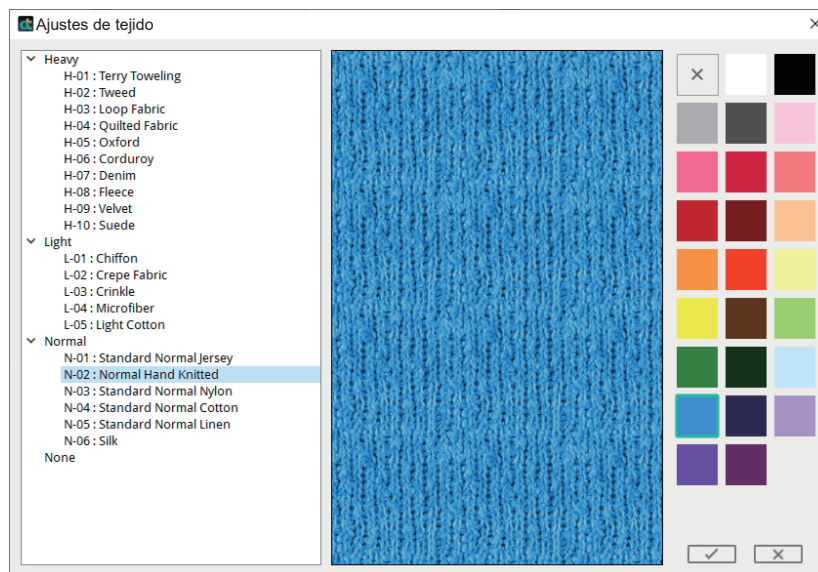 Ajustes de tejido
Heavy
H-01 : Terry Toweling
H-02 : Tweed
H-03 : Loop Fabric
H-04 : Quilted Fabric
H-05 : Oxford
H-06 : Corduroy
H-07 : Denim
H-08 : Fleece
H-09 : Velvet
H-10 : Suede
Light
L-01 : Chiffon
L-02 : Crepe Fabric
L-03 : Crinkle
L-04 : Microfiber
L-05 : Light Cotton
Normal
N-01 : Standard Normal Jersey
N-02 : Normal Hand Knitted
N-03 : Standard Normal Nylon
N-04 : Standard Normal Cotton
N-05 : Standard Normal Linen
N-06 : Silk
None